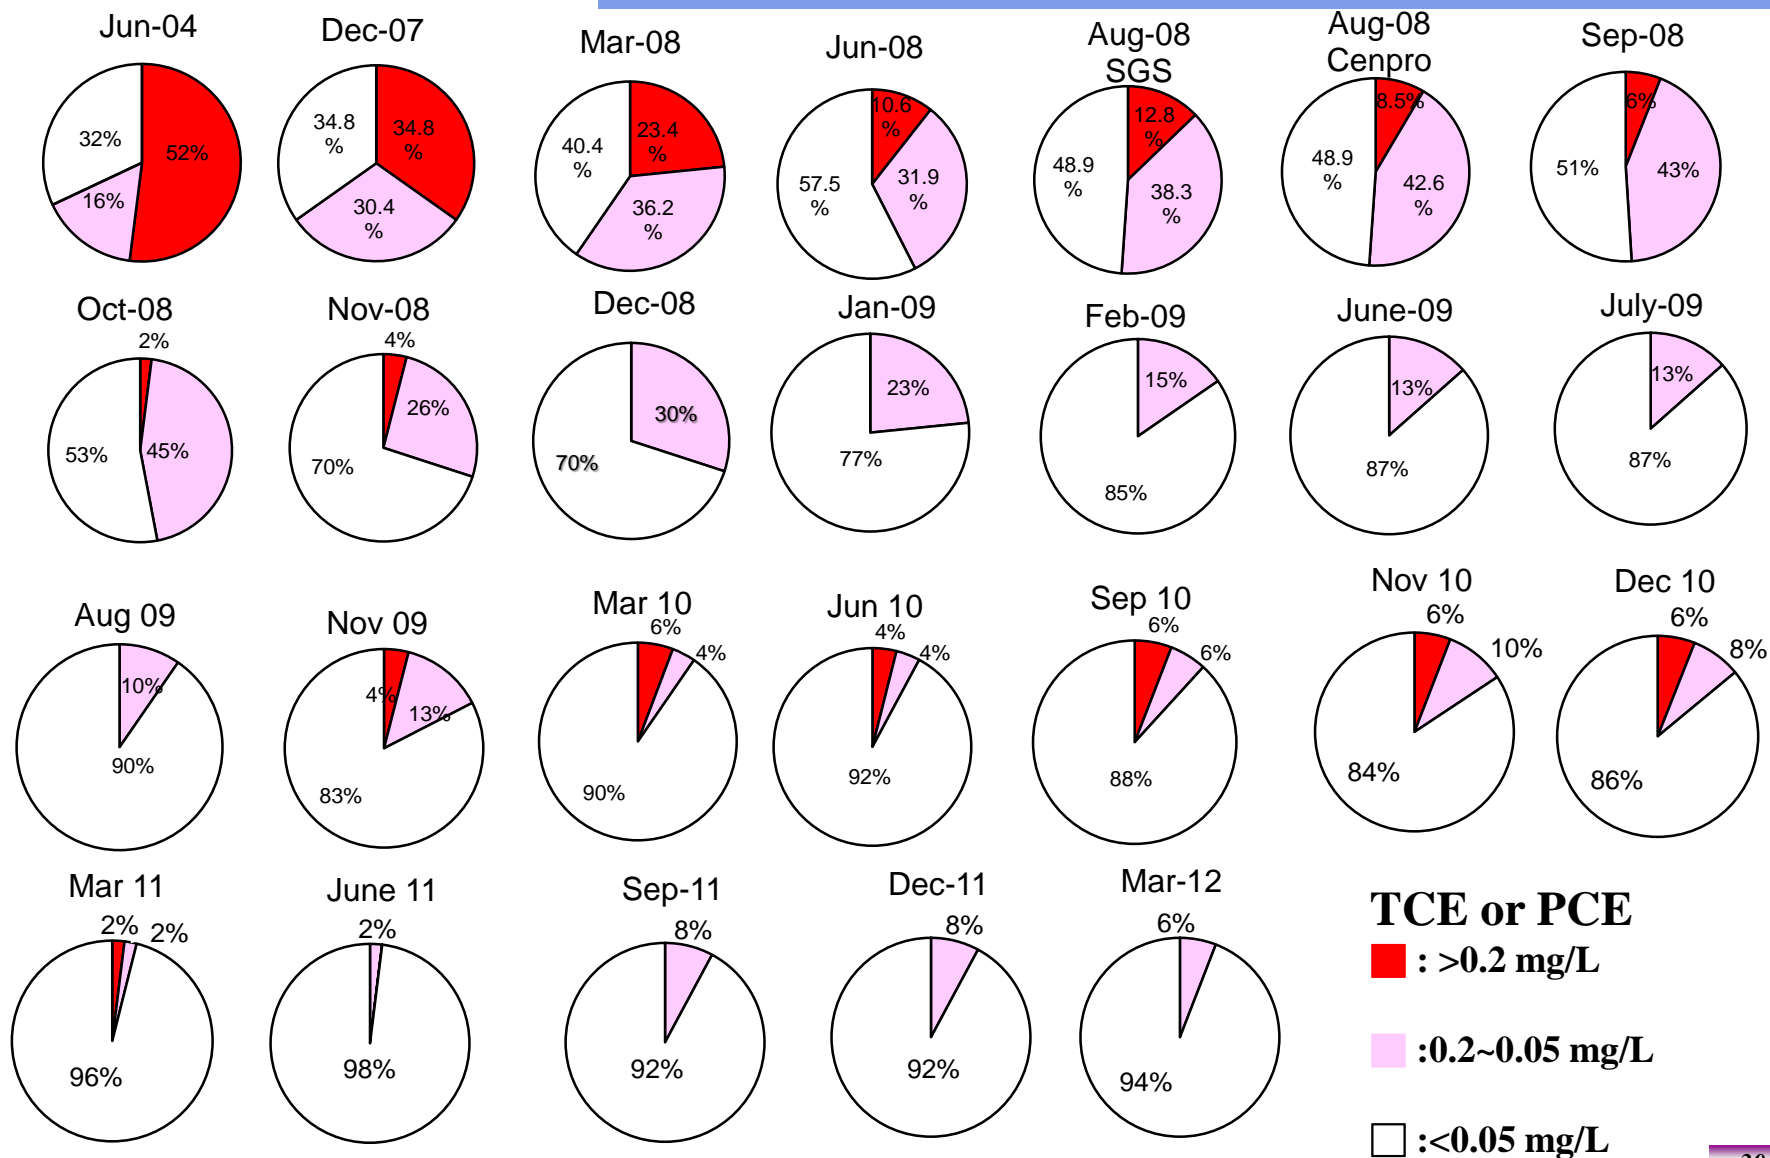 Jun-04
52%
16%
32%
Dec-07
34.8
%
30.4
%
34.8
%
Mar-08
23.4
%
36.2
%
40.4
%
Jun-08
10.6
%
31.9
%
57.5
%
Aug-08
SGS
12.8
%
38.3
%
48.9
%
Aug-08
Cenpro
8.5%
42.6
%
48.9
%
Sep-08
6%
43%
51%
Oct-08
2%
45%
53%
Nov-08
4%
26%
70%
Dec-08
30%
70%
Jan-09
23%
77%
Feb-09
15%
85%
June-09
13%
87%
July-09
13%
87%
Aug 09
10%
90%
Nov 09
4%
13%
83%
Mar 10
6%
4%
90%
Jun 10
4%
4%
92%
Sep 10
6%
6%
88%
Nov 10
6%
10%
84%
Dec 10
6%
8%
86%
Mar 11
2%
2%
96%
June 11
2%
98%
Sep-11
8%
92%
Dec-11
8%
92%
Mar-12
6%
94%
TCE or PCE
: >0.2 mg/L
:0.2~0.05 mg/L
:<0.05 mg/L